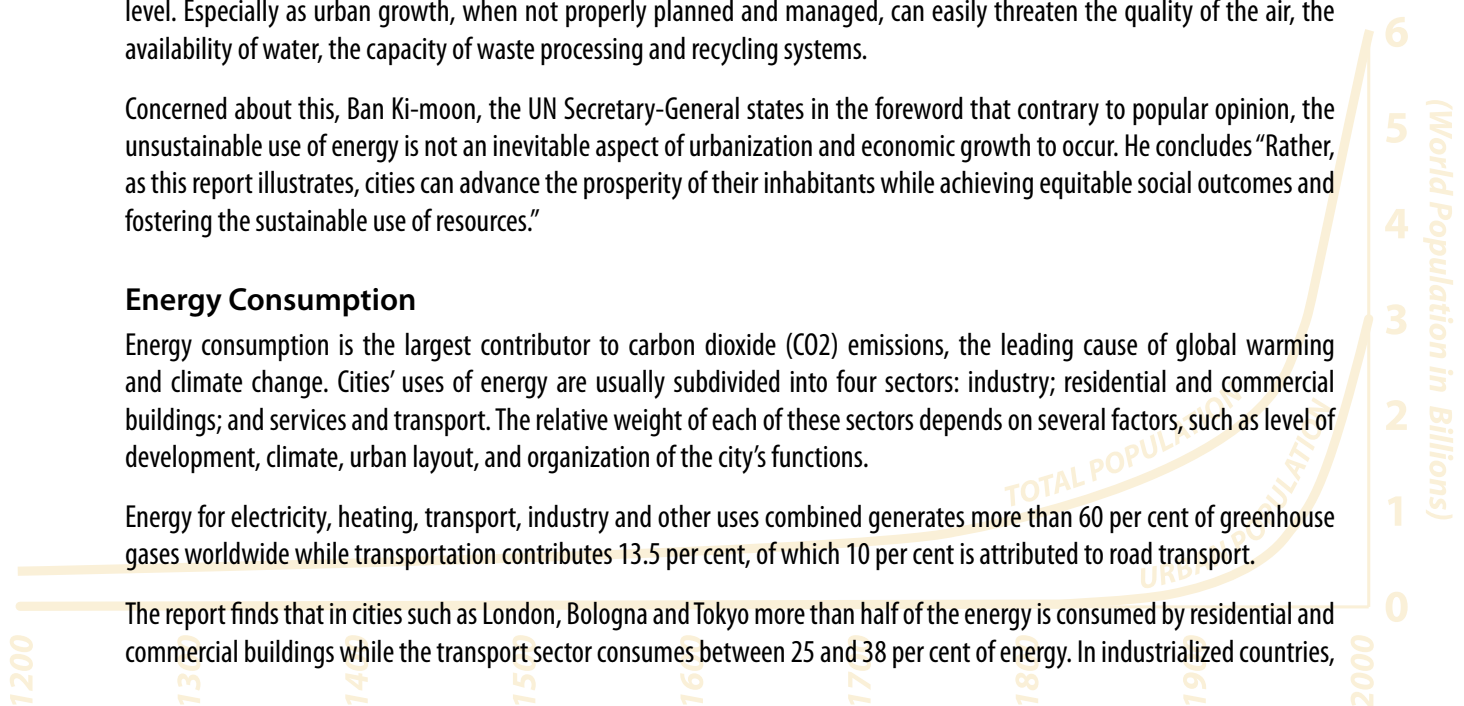 level. Especially as urban growth, when not properly planned and managed, can easily threaten the quality of the air, the
availability of water, the capacity of waste processing and recycling systems.
Concerned about this, Ban Ki-moon, the UN Secretary-General states in the foreword that contrary to popular opinion, the
unsustainable use of energy is not an inevitable aspect of urbanization and economic growth to occur. He concludes “Rather,
as this report illustrates, cities can advance the prosperity of their inhabitants while achieving equitable social outcomes and
fostering the sustainable use of resources.”
Energy Consumption
Energy consumption is the largest contributor to carbon dioxide (CO2) emissions, the leading cause of global warming
and climate change. Cities’ uses of energy are usually subdivided into four sectors: industry; residential and commercial
buildings; and services and transport. The relative weight of each of these sectors depends on several factors, such as level of
development, climate, urban layout, and organization of the city’s functions.
Energy for electricity, heating, transport, industry and other uses combined generates more than 60 per cent of greenhouse
gases worldwide while transportation contributes 13.5 per cent, of which 10 per cent is attributed to road transport.
The report finds that in cities such as London, Bologna and Tokyo more than half of the energy is consumed by residential and
commercial buildings while the transport sector consumes between 25 and 38 per cent of energy. In industrialized countries,
TOTAL POPULATION
URBAN POPULATION
6
5
4
3
2
1
0
(World Population in Billions)
1200
1300
1400
1500
1600
1700
1800
1900
2000